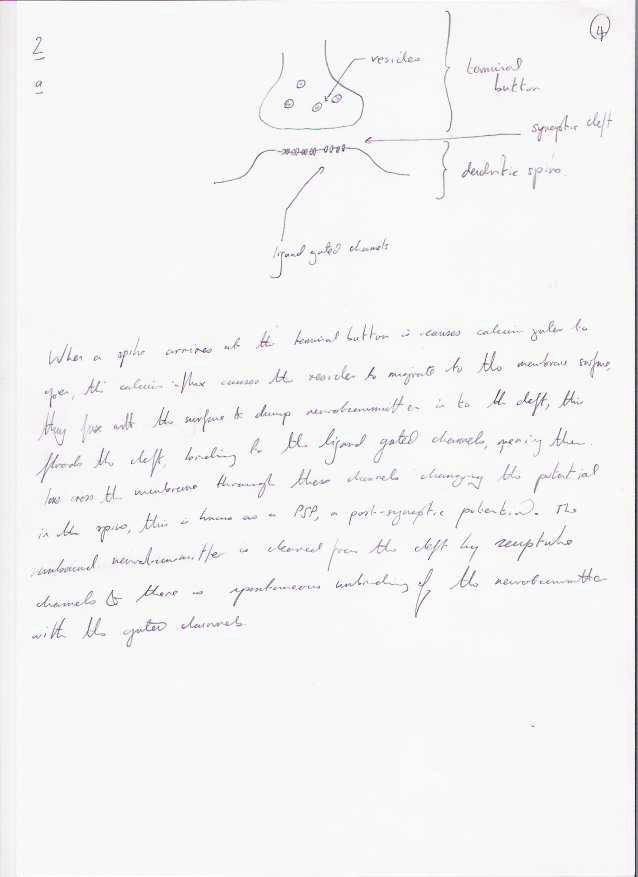 4
2
a
vesicles
terminal
button
synaptic cleft
dendritic spine
ligand gated channels
When a spike arrives at the terminal button is causes calcium gates to
open, this calcium influx causes the vesicles to migrate to the membrane surface,
they fuse with the surface & dump neurotransmitter in to the cleft, this
floods the cleft, bonding to the ligand gated channels, opening them.
Ions cross the membrane through these channels changing the potential
in the spine, this is known as a PSP, a post-synaptic potential. The
unbound neurotransmitter is cleared from the cleft by reuptake
channels & there is spontaneous unbinding of the neurotransmitter
with the gated channels.